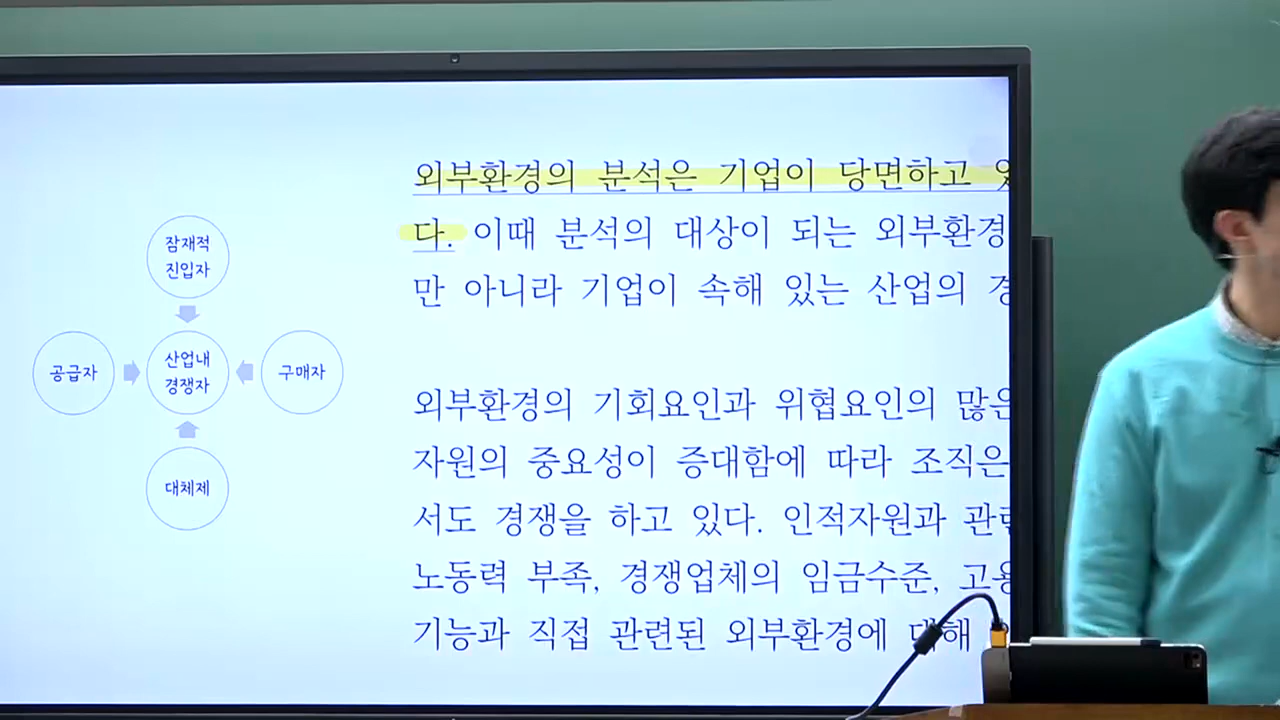 잠재적
진입자
공급자
산업내
경쟁자
구매자
대체제
외부환경의 분석은 기업이 당면하고
다. 이때 분석의 대상이 되는 외부환경
만 아니라 기업이 속해 있는 산업의
외부환경의 기회요인과 위협요인의 많은
자원의 중요성이 증대함에 따라 조직은
서도 경쟁을 하고 있다. 인적자원과
노동력 부족, 경쟁업체의 임금수준,
기능과 직접 관련된 외부환경에 대해